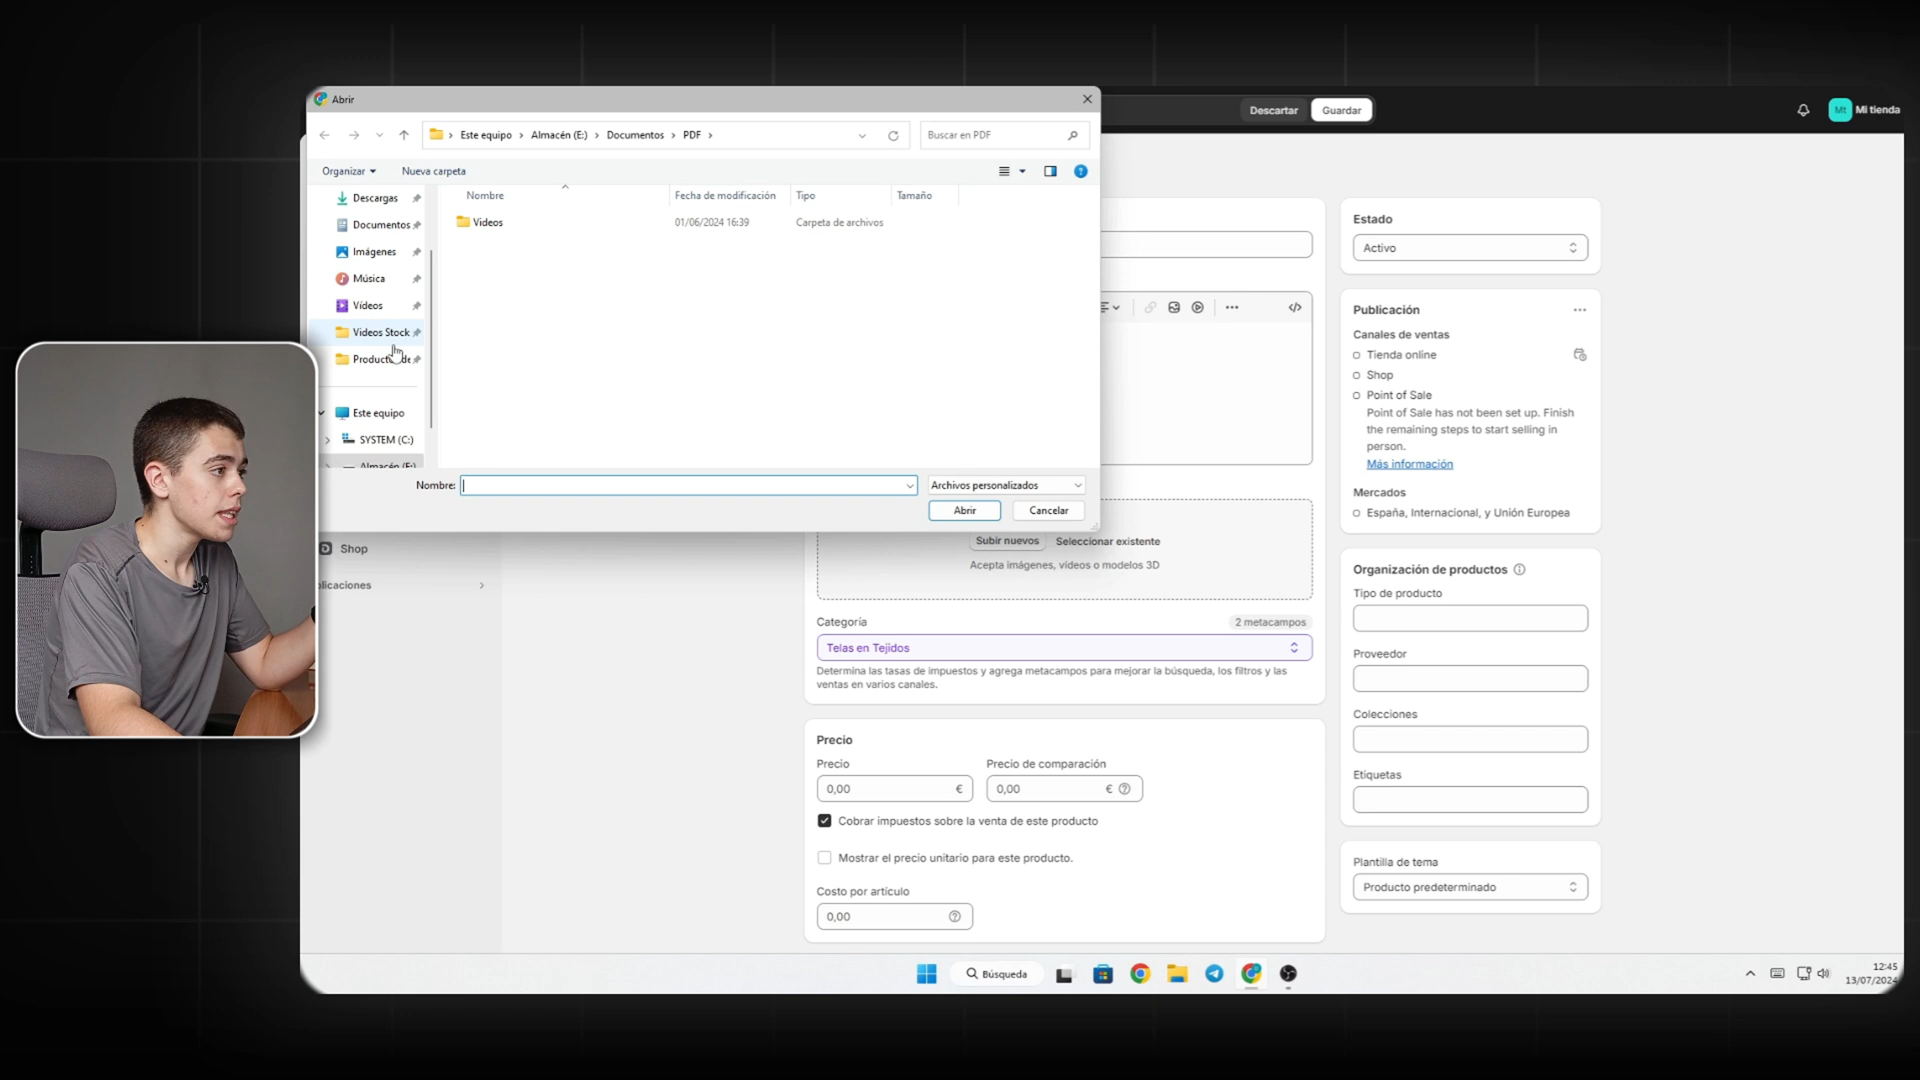 Abrir
Descartar
Guardar
Mt
Mi tienda
Este equipo
Almacén (E:)
Documentos
PDF
Buscar en PDF
Organizar
Nueva carpeta
Nombre
Fecha de modificación
Tipo
Tamaño
Descargas
Documentos
Imágenes
Música
Vídeos
Videos Stock
Este equipo
SYSTEM (C:)
Almacén (E:)
Videos
01/06/2024 16:39
Carpeta de archivos
Nombre:
Archivos personalizados
Abrir
Cancelar
Shop
plicaciones
Subir nuevos
Seleccionar existente
Acepta imágenes, vídeos o modelos 3D
Categoría
2 metacampos
Telas en Tejidos
Determina las tasas de impuestos y agrega metacampos para mejorar la búsqueda, los filtros y las
ventas en varios canales.
Precio
Precio
Precio de comparación
0,00 €
0,00 €
Cobrar impuestos sobre la venta de este producto
Mostrar el precio unitario para este producto.
Costo por artículo
0,00
Estado
Activo
Publicación
Canales de ventas
Tienda online
Shop
Point of Sale
Point of Sale has not been set up. Finish
the remaining steps to start selling in
person.
Más información
Mercados
España, Internacional, y Unión Europea
Organización de productos
Tipo de producto
Proveedor
Colecciones
Etiquetas
Plantilla de tema
Producto predeterminado
Búsqueda
12:45
13/07/2024